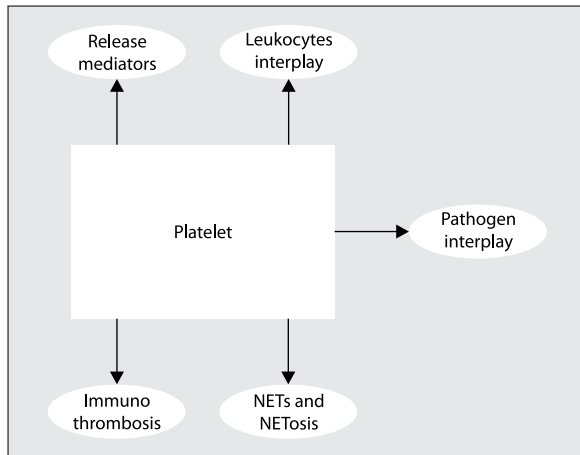 Release
mediators
Leukocytes
interplay
Platelet
Pathogen
interplay
Immuno
thrombosis
NETs and
NETosis